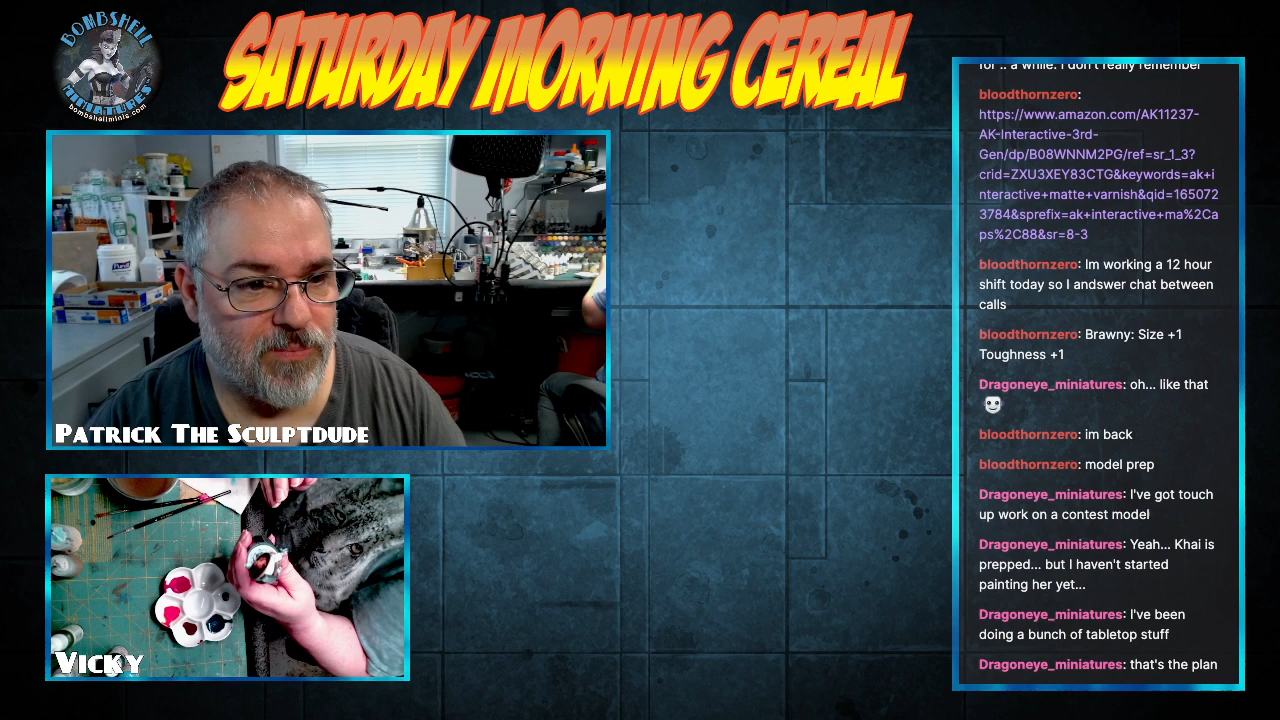 BOMBSHELL
MINIATURES
bombshellminis.com
SATURDAY MORNING CEREAL
PATRICK THE SCULPTDUDE
VICKY
for .. a while. I don't really remember
bloodthornzero:
https://www.amazon.com/AK11237-
AK-Interactive-3rd-
Gen/dp/B08WNNM2PG/ref=sr_1_3?
crid=ZXU3XEY83CTG&keywords=ak+i
nteractive+matte+varnish&qid=165072
3784&sprefix=ak+interactive+ma%2Ca
ps%2C88&sr=8-3
bloodthornzero: Im working a 12 hour
shift today so I andswer chat between
calls
bloodthornzero: Brawny: Size +1
Toughness +1
Dragoneye_miniatures: oh... like that
bloodthornzero: im back
bloodthornzero: model prep
Dragoneye_miniatures: I've got touch
up work on a contest model
Dragoneye_miniatures: Yeah... Khai is
prepped... but I haven't started
painting her yet...
Dragoneye_miniatures: I've been
doing a bunch of tabletop stuff
Dragoneye_miniatures: that's the plan